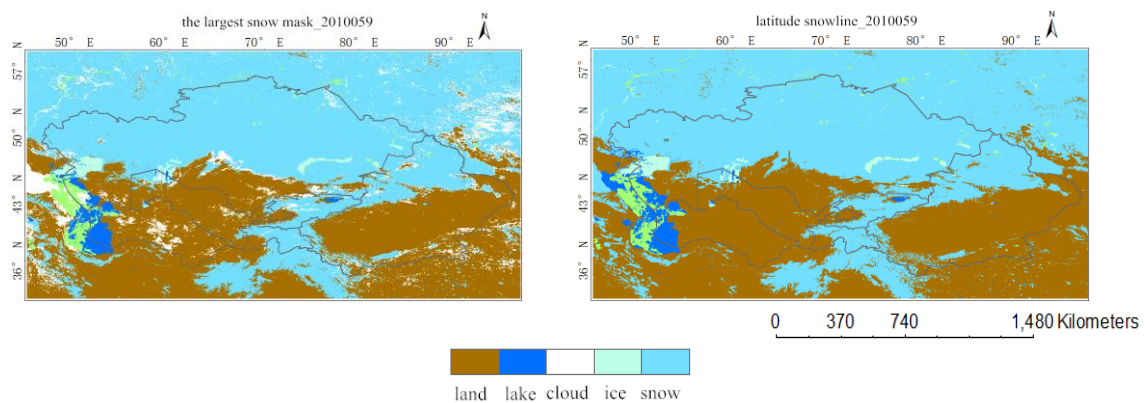 the largest snow mask_2010059
N
50° E 60° E 70° E 80° E 90° E
57° N
50° N
43° N
36° N
latitude snowline_2010059
N
50° E 60° E 70° E 80° E 90° E
57° N
50° N
43° N
36° N
0 370 740 1,480 Kilometers
land lake cloud ice snow